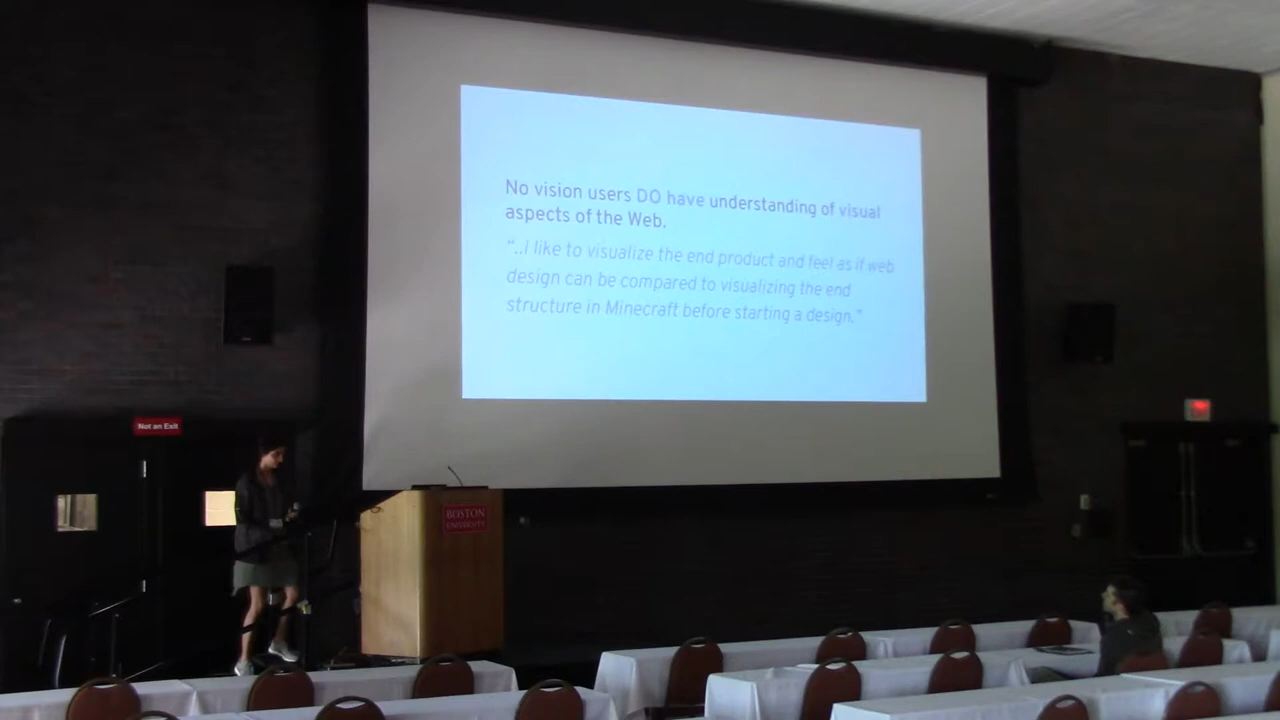 No vision users DO have understanding of visual
aspects of the Web.
“..I like to visualize the end product and feel as if web
design can be compared to visualizing the end
structure in Minecraft before starting a design.”
Not an Exit
BOSTON
UNIVERSITY